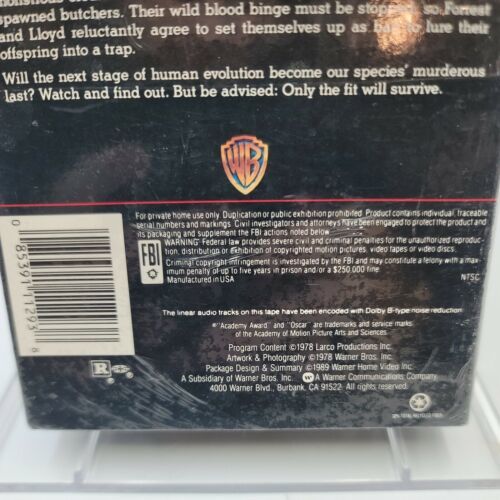 spawned butchers. Their wild blood binge must be stopped, so Forrest
and Lloyd reluctantly agree to set themselves up as bait to lure their
offspring into a trap.
Will the next stage of human evolution become our species' murderous
last? Watch and find out. But be advised: Only the fit will survive.
WB
For private home use only. Duplication or public exhibition prohibited. Product contains individual, traceable
serial numbers and markings. Civil investigators and attorneys have been engaged to protect the product and
its packaging and supplement the FBI actions noted below.
FBI
WARNING: Federal law provides severe civil and criminal penalties for the unauthorized reproduc-
tion, distribution or exhibition of copyrighted motion pictures, video tapes or video discs.
Criminal copyright infringement is investigated by the FBI and may constitute a felony with a max-
imum penalty of up to five years in prison and/or a $250,000 fine.
Manufactured in USA
NTSC
0 85391 11293 8
The linear audio tracks on this tape have been encoded with Dolby B-type noise reduction
®"Academy Award" and "Oscar" are trademarks and service marks
of the Academy of Motion Picture Arts and Sciences.
Program Content ©1978 Larco Productions Inc.
Artwork & Photography ©1978 Warner Bros. Inc.
Package Design & Summary ©1989 Warner Home Video Inc.
A Subsidiary of Warner Bros. Inc. W A Warner Communications Company
4000 Warner Blvd., Burbank, CA 91522. All rights reserved.
R